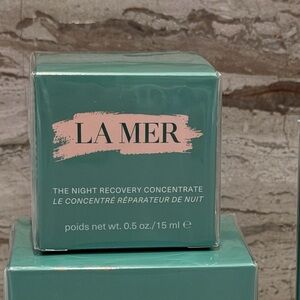 LA MER
THE NIGHT RECOVERY CONCENTRATE
LE CONCENTRÉ RÉPARATEUR DE NUIT
poids net wt. 0.5 oz./15 ml ℮